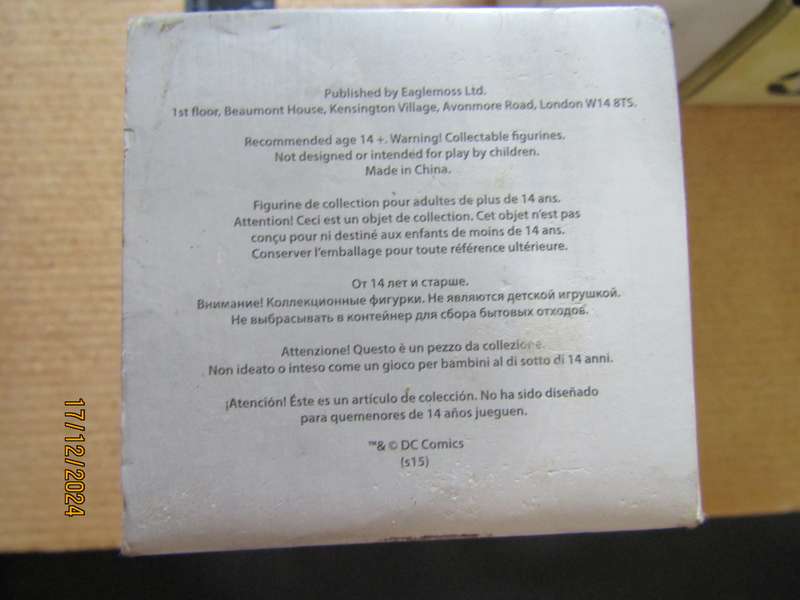 Published by Eaglemoss Ltd.
1st floor, Beaumont House, Kensington Village, Avonmore Road, London W14 8TS.
Recommended age 14 +. Warning! Collectable figurines.
Not designed or intended for play by children.
Made in China.
Figurine de collection pour adultes de plus de 14 ans.
Attention! Ceci est un objet de collection. Cet objet n'est pas
conçu pour ni destiné aux enfants de moins de 14 ans.
Conserver l'emballage pour toute référence ultérieure.
От 14 лет и старше.
Внимание! Коллекционные фигурки. Не являются детской игрушкой.
Не выбрасывать в контейнер для сбора бытовых отходов.
Attenzione! Questo è un pezzo da collezione.
Non ideato o inteso come un gioco per bambini al di sotto di 14 anni.
¡Atención! Éste es un artículo de colección. No ha sido diseñado
para quemenores de 14 años jueguen.
™& © DC Comics
(s15)
17/12/2024